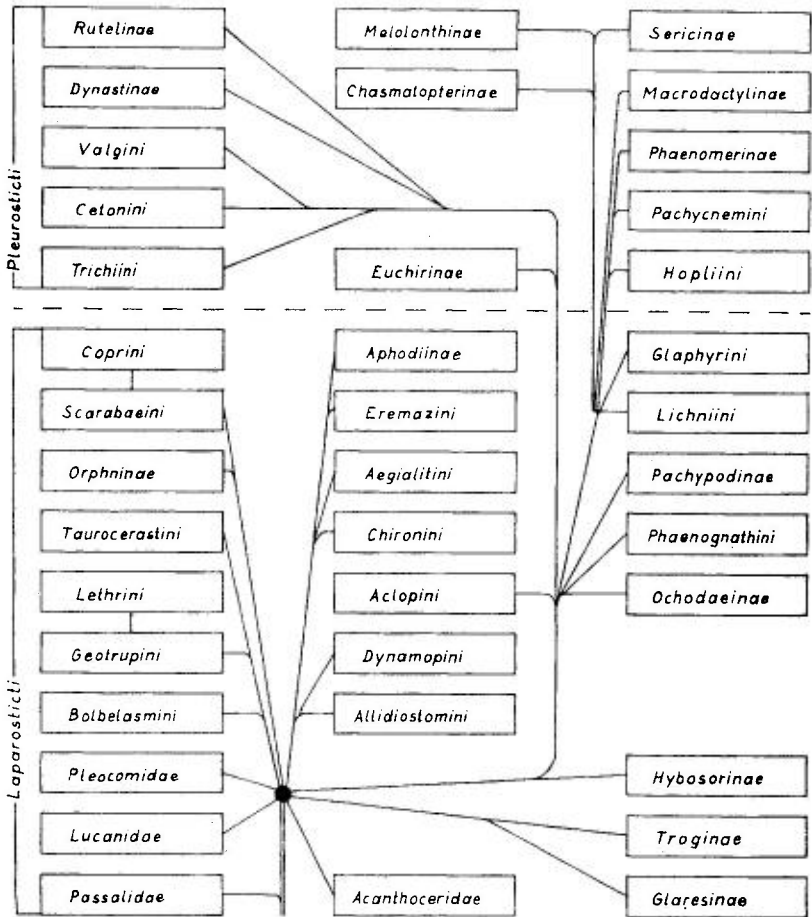 Pleurosticti
Rutelinae
Dynastinae
Valgini
Cetonini
Trichiini
Melolonthinae
Chasmatopterinae
Euchirinae
Sericinae
Macrodactylinae
Phaenomerinae
Pachycnemini
Hopliini
Laparosticti
Coprini
Scarabaeini
Orphninae
Taurocerastini
Lethrini
Geotrupini
Bolbelasmini
Pleocomidae
Lucanidae
Passalidae
Aphodiinae
Eremazini
Aegialitini
Chironini
Aclopini
Dynamopini
Allidiostomini
Acanthoceridae
Glaphyrini
Lichniini
Pachypodinae
Phaenognathini
Ochodaeinae
Hybosorinae
Troginae
Glaresinae